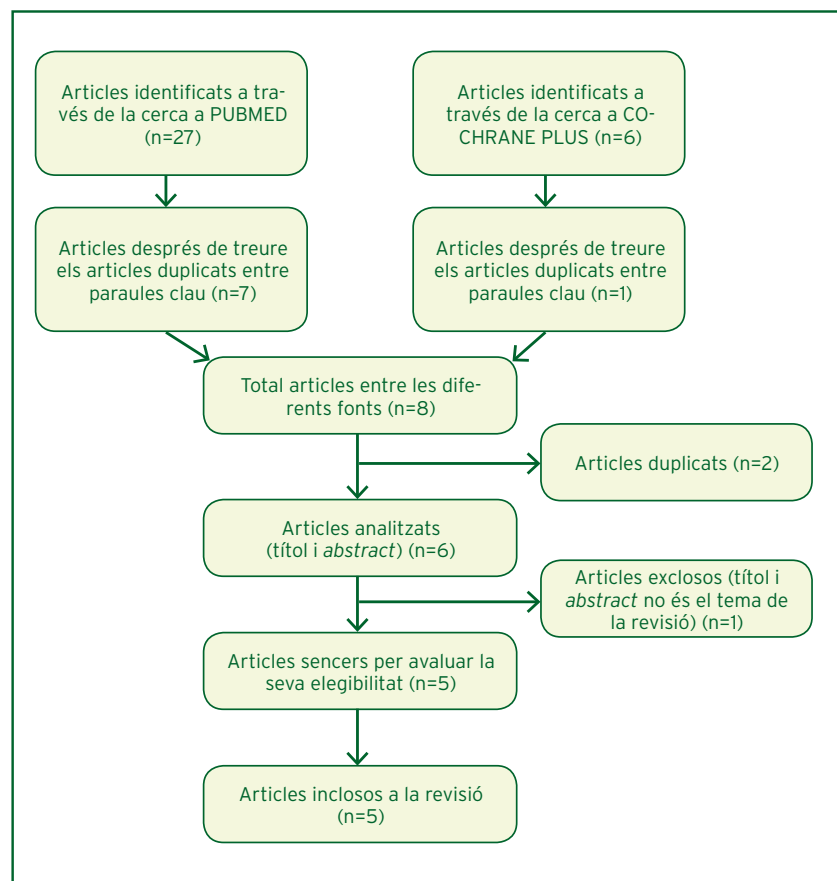 Articles identificats a tra-
vés de la cerca a PUBMED
(n=27)
Articles identificats a
través de la cerca a CO-
CHRANE PLUS (n=6)
Articles després de treure
els articles duplicats entre
paraules clau (n=7)
Articles després de treure
els articles duplicats entre
paraules clau (n=1)
Total articles entre les dife-
rents fonts (n=8)
Articles duplicats (n=2)
Articles analitzats
(títol i abstract) (n=6)
Articles exclosos (títol i
abstract no és el tema de
la revisió) (n=1)
Articles sencers per avaluar la
seva elegibilitat (n=5)
Articles inclosos a la revisió
(n=5)